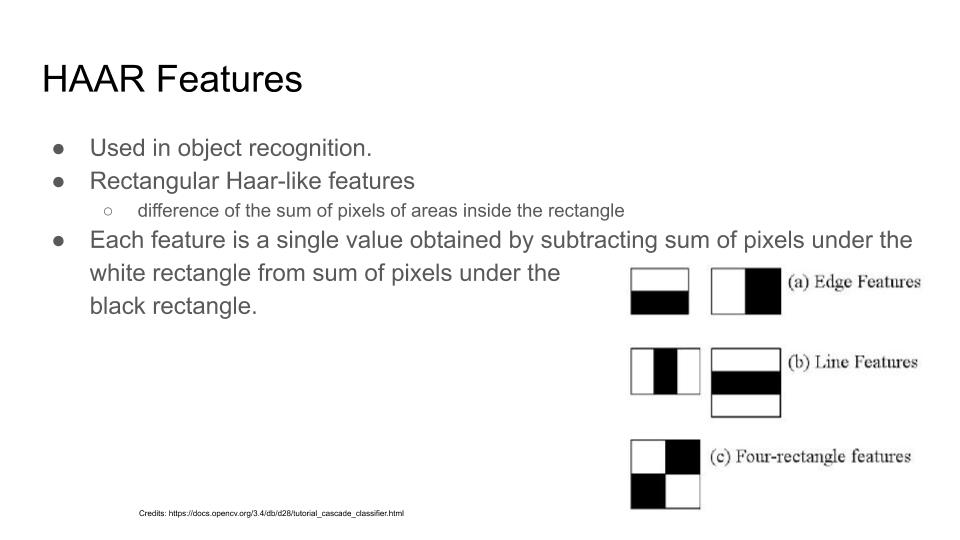 HAAR Features
● Used in object recognition.
● Rectangular Haar-like features
○ difference of the sum of pixels of areas inside the rectangle
● Each feature is a single value obtained by subtracting sum of pixels under the
white rectangle from sum of pixels under the
black rectangle.
(a) Edge Features
(b) Line Features
(c) Four-rectangle features
Credits: https://docs.opencv.org/3.4/db/d28/tutorial_cascade_classifier.html